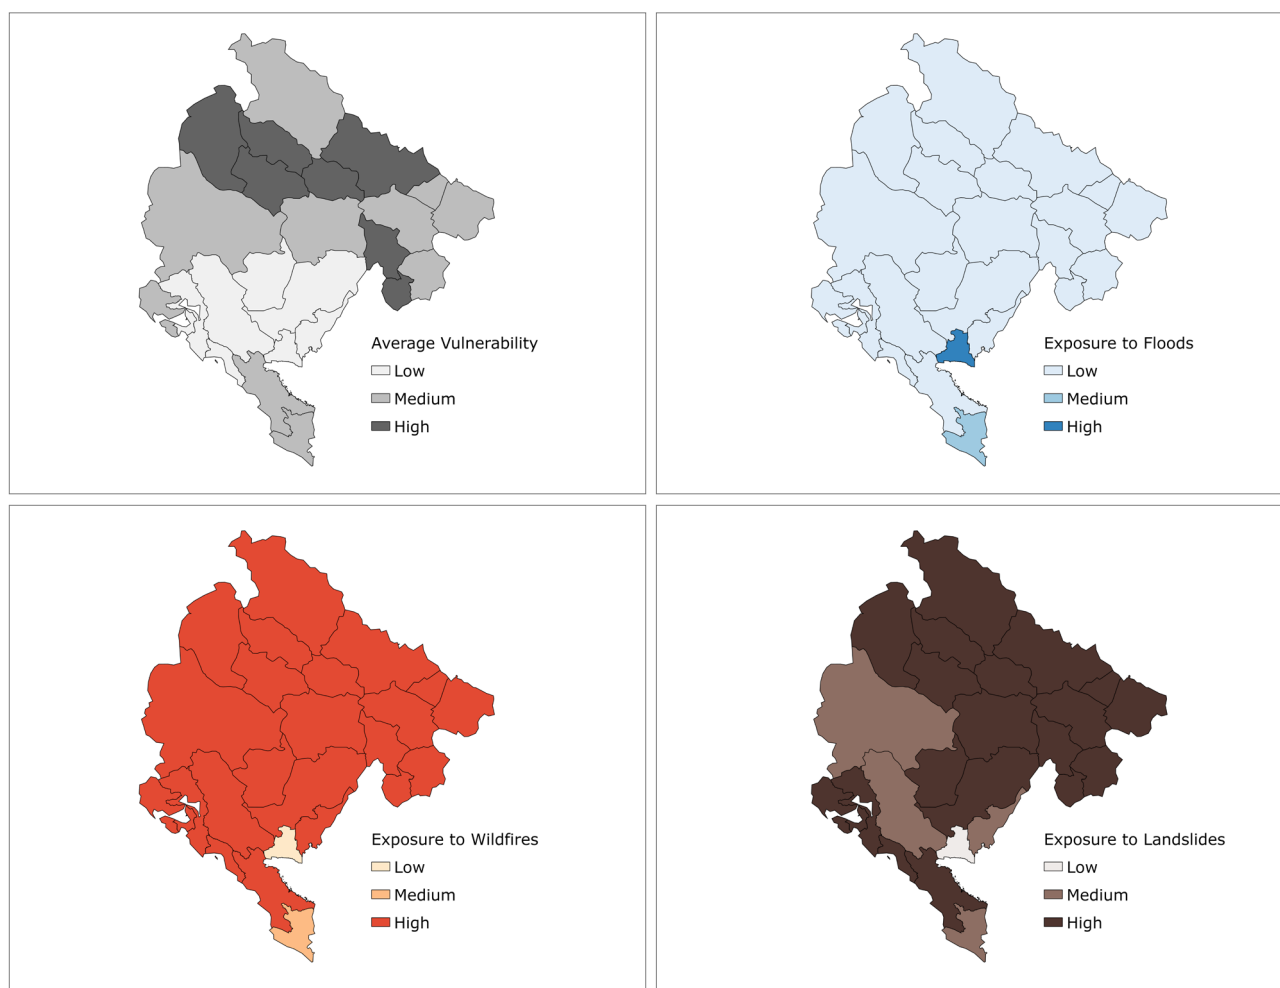 Average Vulnerability
Low
Medium
High
Exposure to Floods
Low
Medium
High
Exposure to Wildfires
Low
Medium
High
Exposure to Landslides
Low
Medium
High